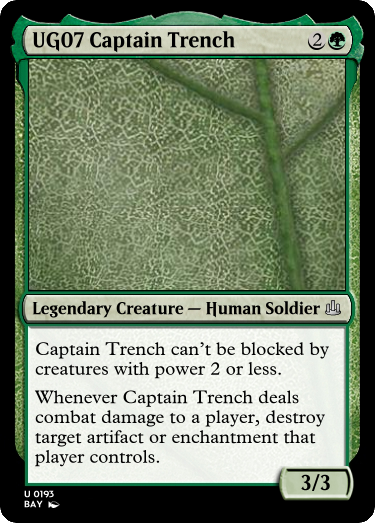 UG07 Captain Trench 2
Legendary Creature — Human Soldier
Captain Trench can't be blocked by
creatures with power 2 or less.
Whenever Captain Trench deals
combat damage to a player, destroy
target artifact or enchantment that
player controls.
3/3
U 0193
BAY